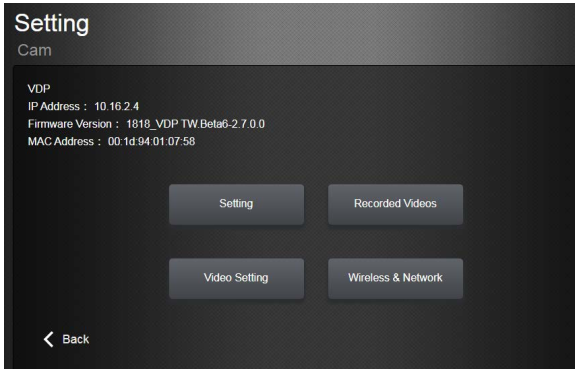 Setting
Cam
VDP
IP Address : 10.16.2.4
Firmware Version : 1818_VDP TW.Beta6-2.7.0.0
MAC Address : 00:1d:94:01:07:58
Setting
Recorded Videos
Video Setting
Wireless & Network
Back